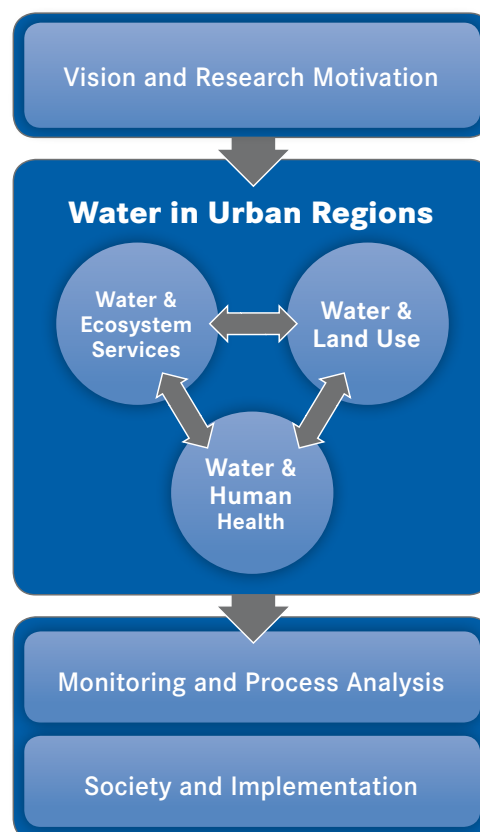 Vision and Research Motivation
Water in Urban Regions
Water &
Ecosystem
Services
Water &
Land Use
Water &
Human
Health
Monitoring and Process Analysis
Society and Implementation